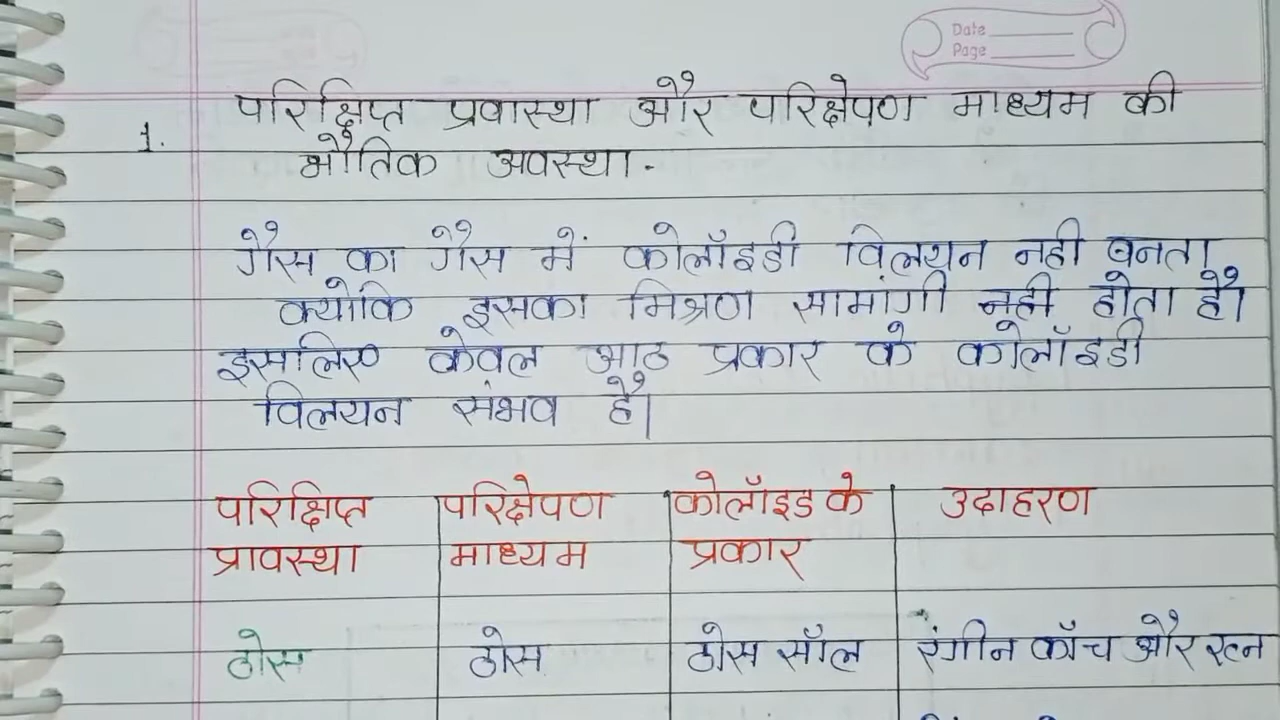 Date
Page
परिक्षिप्त प्रवास्था और परिक्षेपण माध्यम की
1.
भौतिक अवस्था.
गैस का गैस में कोलॉइडी विलयन नही बनता
क्योकि इसका मिश्रण सामांगी नही होता है।
इसलिए केवल आठ प्रकार के कोलॉइडी
विलयन संभव है।
परिक्षिप्त परिक्षेपण कोलॉइड के उदाहरण
प्रावस्था माध्यम प्रकार
ठोस ठोस ठोस सॉल रंगीन कॉच और रत्न